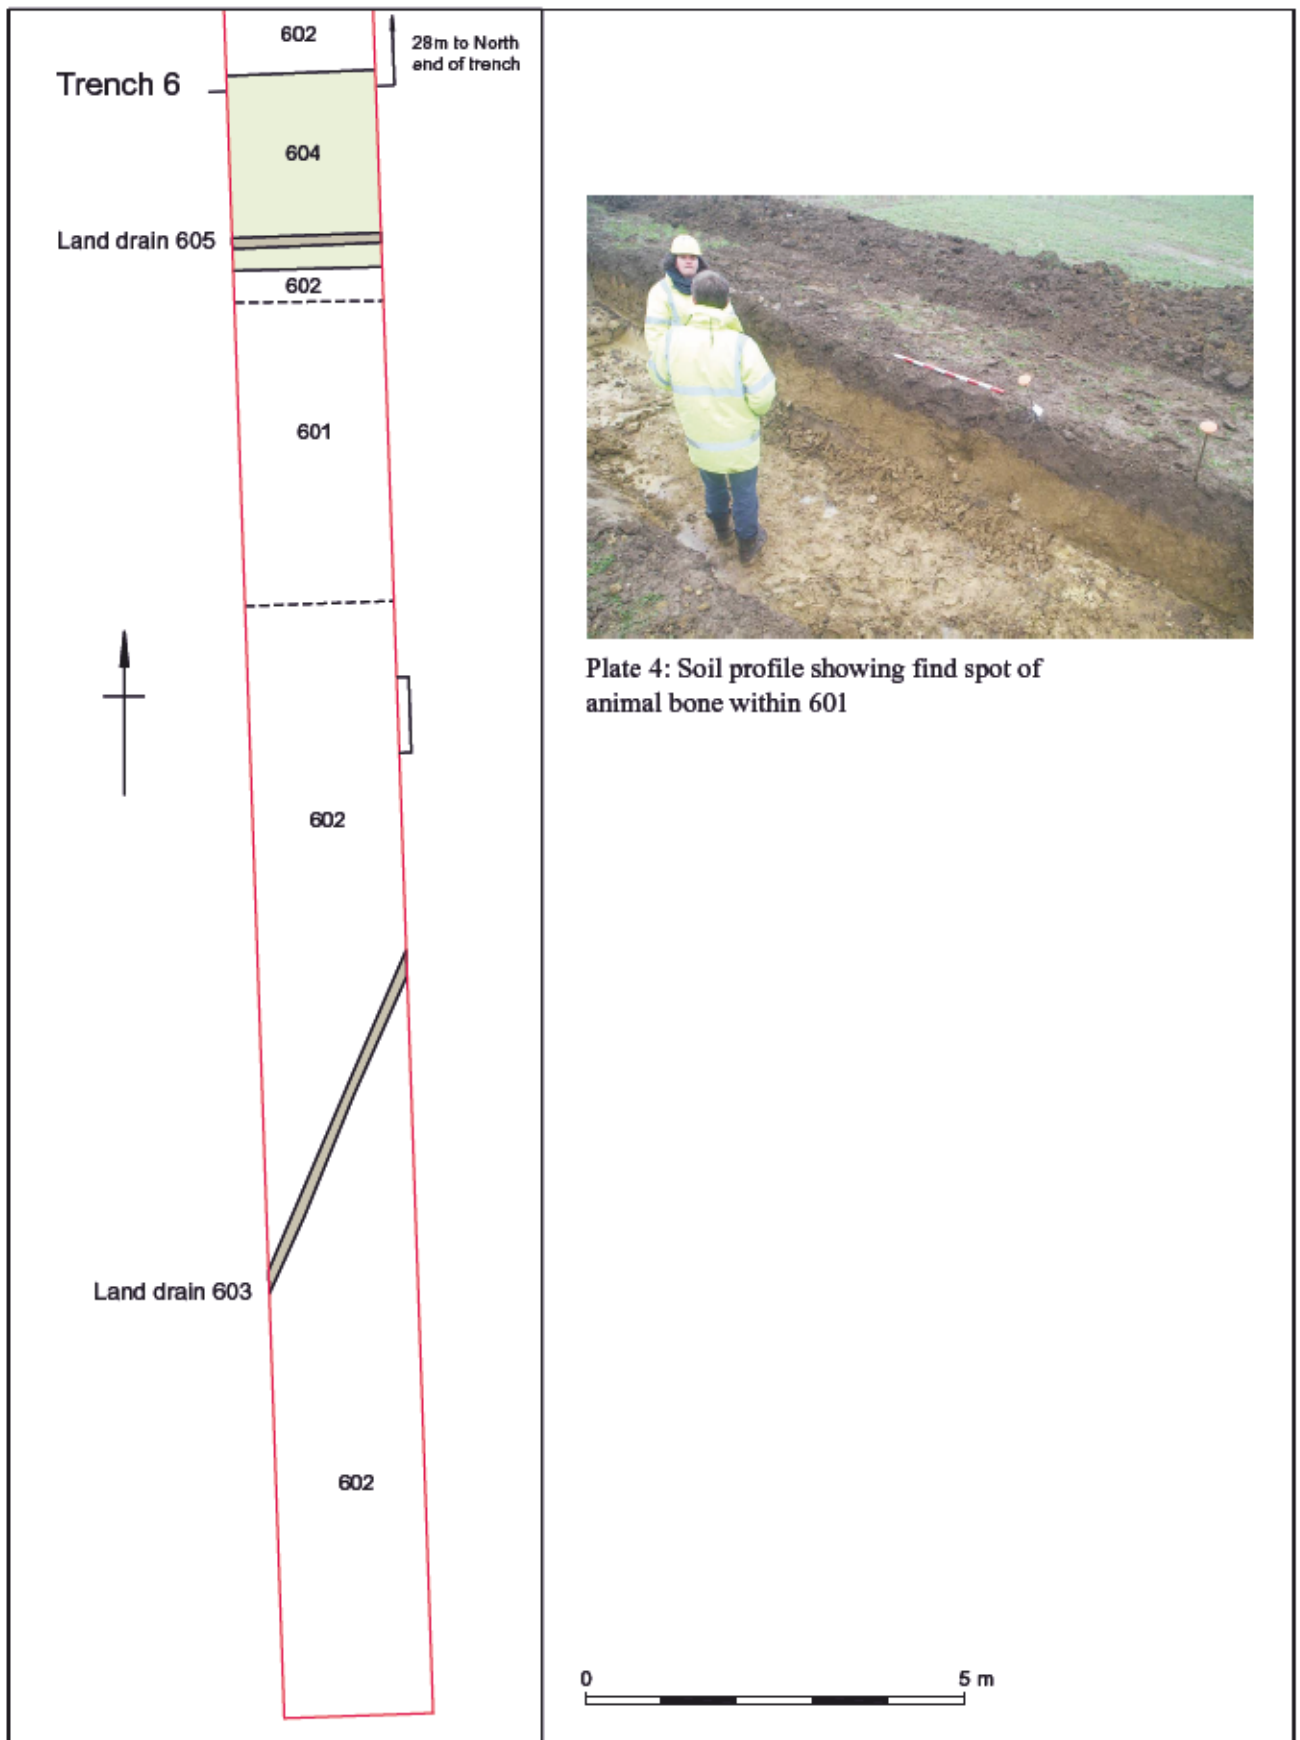 602
28m to North
end of trench
Trench 6
604
Land drain 605
602
601
Plate 4: Soil profile showing find spot of
animal bone within 601
602
Land drain 603
602
0 5 m